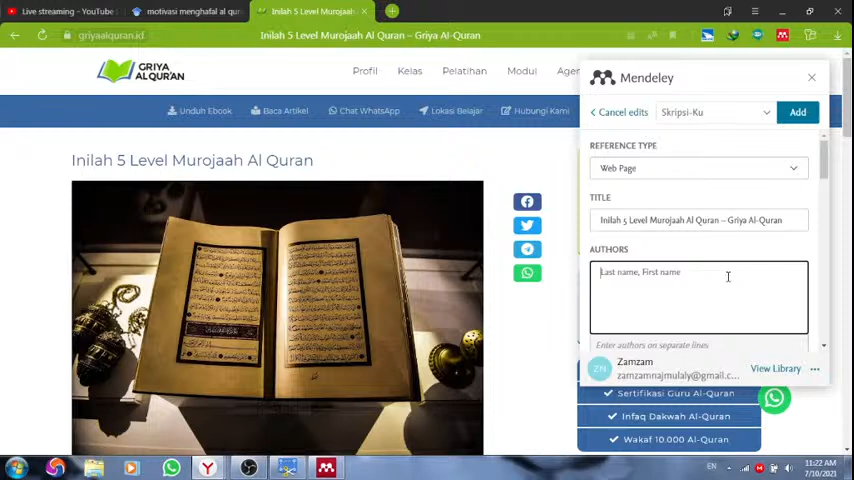 Live streaming - YouTube
motivasi menghafal al qur
Inilah 5 Level Murojaah
griyaalquran.id
Inilah 5 Level Murojaah Al Quran – Griya Al-Quran
GRIYA
AL QUR'AN
Profil
Kelas
Pelatihan
Modul
Agen
Unduh Ebook
Baca Artikel
Chat WhatsApp
Lokasi Belajar
Hubungi Kami
Inilah 5 Level Murojaah Al Quran
Mendeley
Cancel edits
Skripsi-Ku
Add
REFERENCE TYPE
Web Page
TITLE
Inilah 5 Level Murojaah Al Quran – Griya Al-Quran
AUTHORS
Last name, First name
Enter authors on separate lines
ZN
Zamzam
zamzamnajmulaly@gmail.c...
View Library
Sertifikasi Guru Al-Quran
Infaq Dakwah Al-Quran
Wakaf 10.000 Al-Quran
EN
11:22 AM
7/10/2021